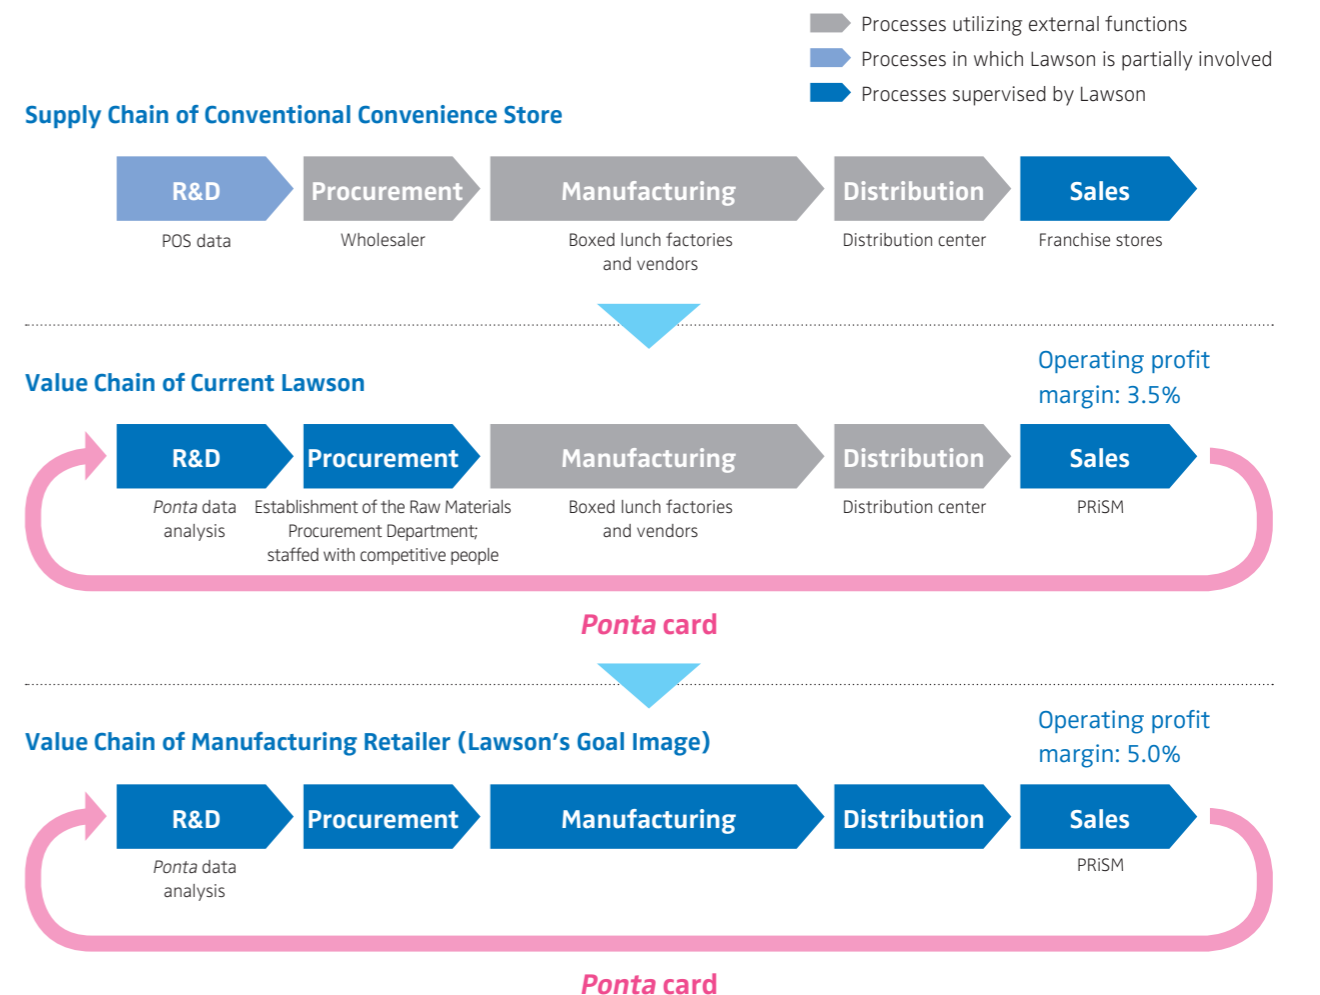 Processes utilizing external functions
Processes in which Lawson is partially involved
Processes supervised by Lawson
Supply Chain of Conventional Convenience Store
R&D
Procurement
Manufacturing
Distribution
Sales
POS data
Wholesaler
Boxed lunch factories
and vendors
Distribution center
Franchise stores
Value Chain of Current Lawson
Operating profit
margin: 3.5%
R&D
Procurement
Manufacturing
Distribution
Sales
Ponta data
analysis
Establishment of the Raw Materials
Procurement Department;
staffed with competitive people
Boxed lunch factories
and vendors
Distribution center
PRiSM
Ponta card
Value Chain of Manufacturing Retailer (Lawson's Goal Image)
Operating profit
margin: 5.0%
R&D
Procurement
Manufacturing
Distribution
Sales
Ponta data
analysis
PRiSM
Ponta card